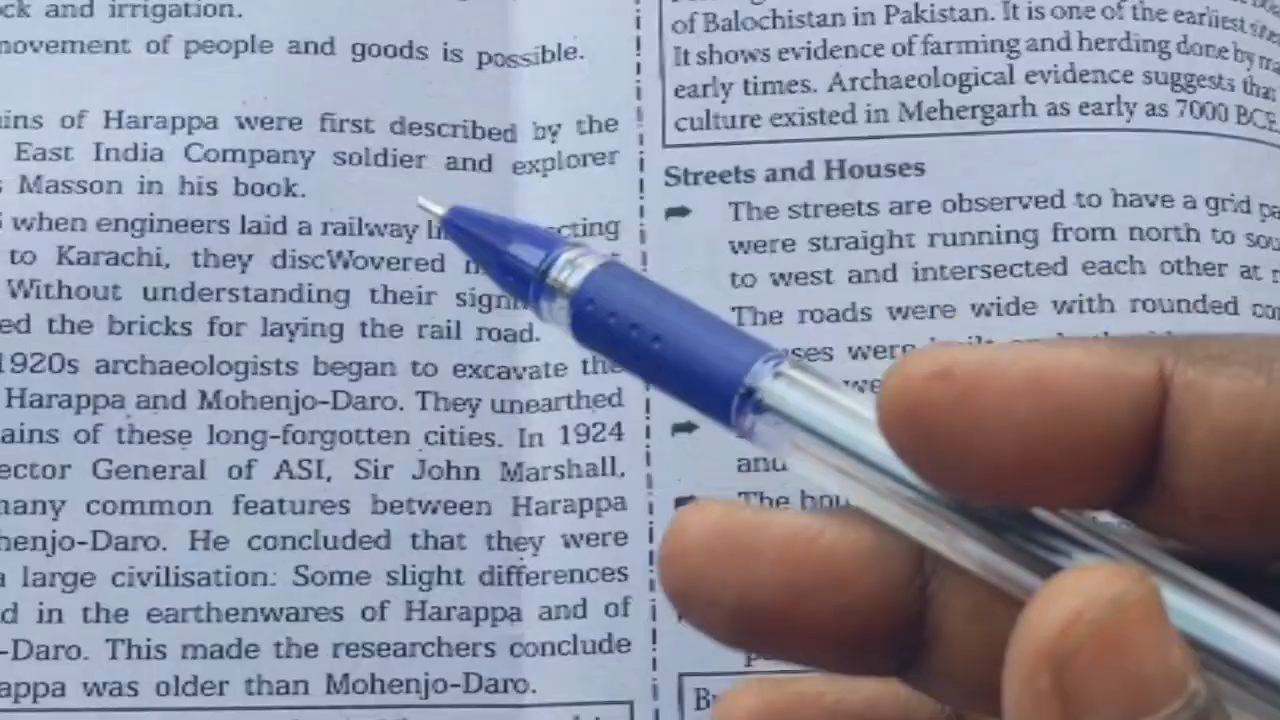 ck and irrigation.
movement of people and goods is possible.
ins of Harappa were first described by the
East India Company soldier and explorer
Masson in his book.
when engineers laid a railway
cting
to Karachi, they discWovered
Without understanding their
ed the bricks for laying the rail road.
1920s archaeologists began to excavate the
Harappa and Mohenjo-Daro. They unearthed
ains of these long-forgotten cities. In 1924
ector General of ASI, Sir John Marshall,
many common features between Harappa
henjo-Daro. He concluded that they were
a large civilisation: Some slight differences
d in the earthenwares of Harappa and of
-Daro. This made the researchers conclude
appa was older than Mohenjo-Daro.
of Balochistan in Pakistan. It is one of the earliest
It shows evidence of farming and herding done by
early times. Archaeological evidence suggests that
culture existed in Mehergarh as early as 7000 BCE
Streets and Houses
The streets are observed to have a grid
were straight running from north to
to west and intersected each other at
The roads were wide with rounded
ses were
we
and
The